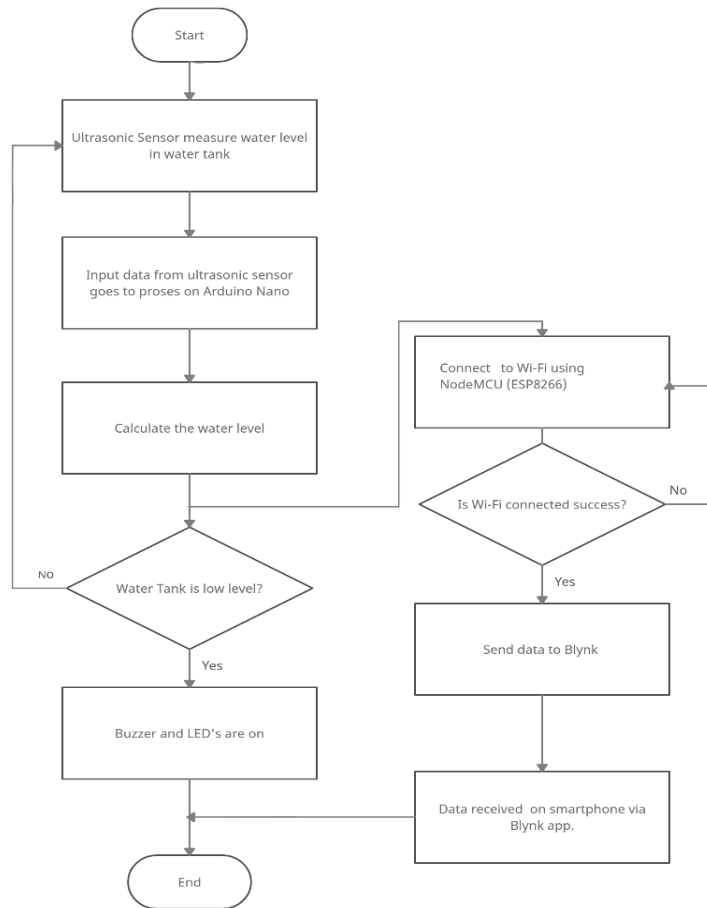 Start
Ultrasonic Sensor measure water level
in water tank
Input data from ultrasonic sensor
goes to proses on Arduino Nano
Calculate the water level
Water Tank is low level?
No
Yes
Buzzer and LED's are on
End
Connect to Wi-Fi using
NodeMCU (ESP8266)
Is Wi-Fi connected success?
No
Yes
Send data to Blynk
Data received on smartphone via
Blynk app.